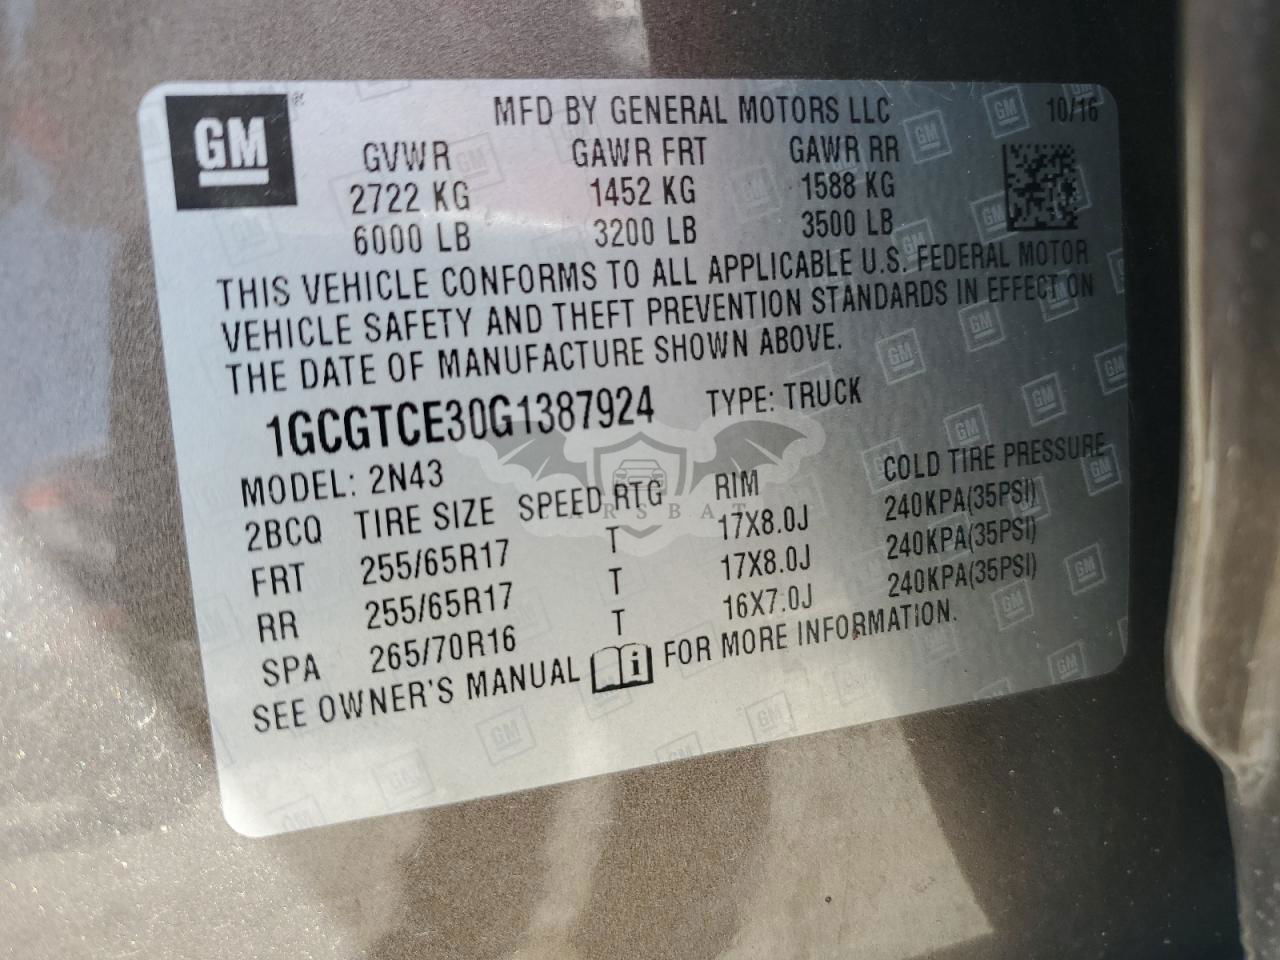 GM
MFD BY GENERAL MOTORS LLC 10/16
GVWR GAWR FRT GAWR RR
2722 KG 1452 KG 1588 KG
6000 LB 3200 LB 3500 LB
THIS VEHICLE CONFORMS TO ALL APPLICABLE U.S. FEDERAL MOTOR
VEHICLE SAFETY AND THEFT PREVENTION STANDARDS IN EFFECT ON
THE DATE OF MANUFACTURE SHOWN ABOVE.
1GCGTCE30G1387924 TYPE: TRUCK
MODEL: 2N43
2BCQ TIRE SIZE SPEED RTG RIM COLD TIRE PRESSURE
FRT 255/65R17 T 17X8.0J 240KPA(35PSI)
RR 255/65R17 T 17X8.0J 240KPA(35PSI)
SPA 265/70R16 T 16X7.0J 240KPA(35PSI)
SEE OWNER'S MANUAL FOR MORE INFORMATION.
CARSBAT